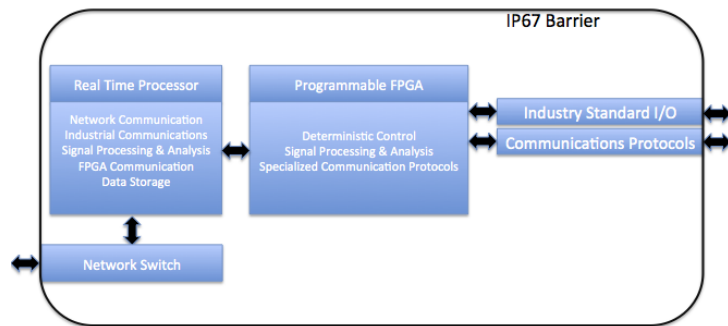 IP67 Barrier
Real Time Processor
Network Communication
Industrial Communications
Signal Processing & Analysis
FPGA Communication
Data Storage
Programmable FPGA
Deterministic Control
Signal Processing & Analysis
Specialized Communication Protocols
Industry Standard I/O
Communications Protocols
Network Switch